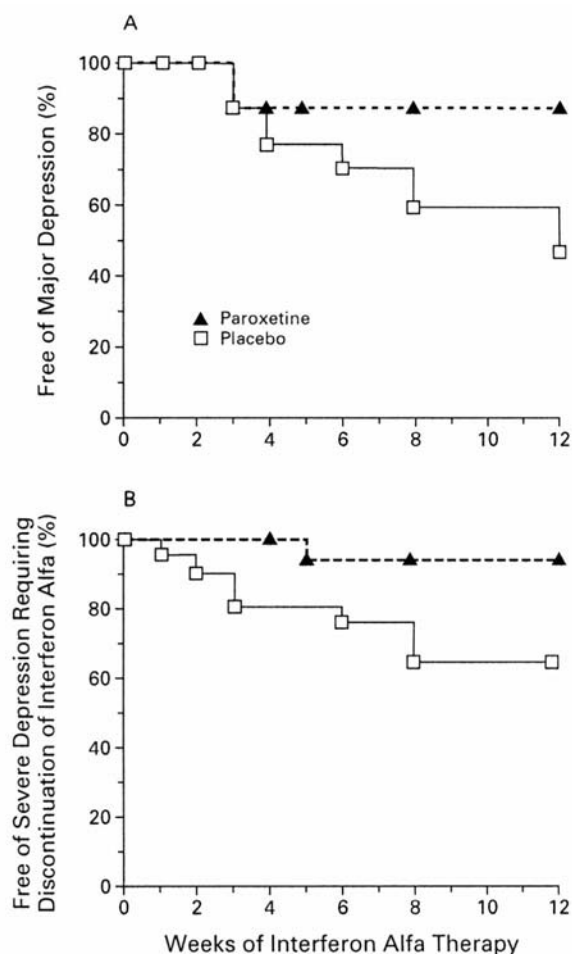 A
Free of Major Depression (%)
100
80
60
40
20
0
Paroxetine
Placebo
0 2 4 6 8 10 12
B
Free of Severe Depression Requiring
Discontinuation of Interferon Alfa (%)
100
80
60
40
20
0
0 2 4 6 8 10 12
Weeks of Interferon Alfa Therapy